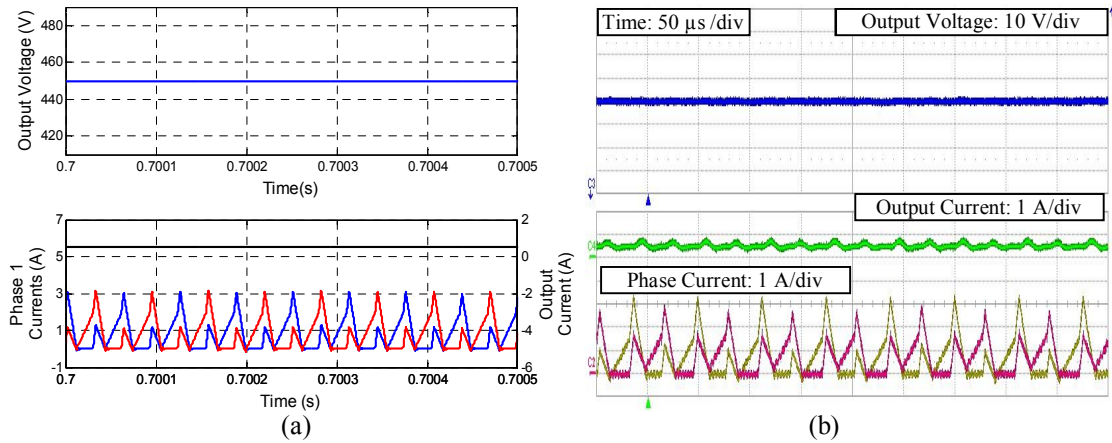 Output Voltage (V)
480
460
440
420
0.7
0.7001
0.7002
0.7003
0.7004
0.7005
Time(s)
Phase 1
Currents (A)
7
5
3
1
-1
2
0
-2
-4
-6
Output
Current (A)
0.7
0.7001
0.7002
0.7003
0.7004
0.7005
Time (s)
(a)
Time: 50 µs /div
Output Voltage: 10 V/div
C3
Output Current: 1 A/div
C4
Phase Current: 1 A/div
C2
(b)